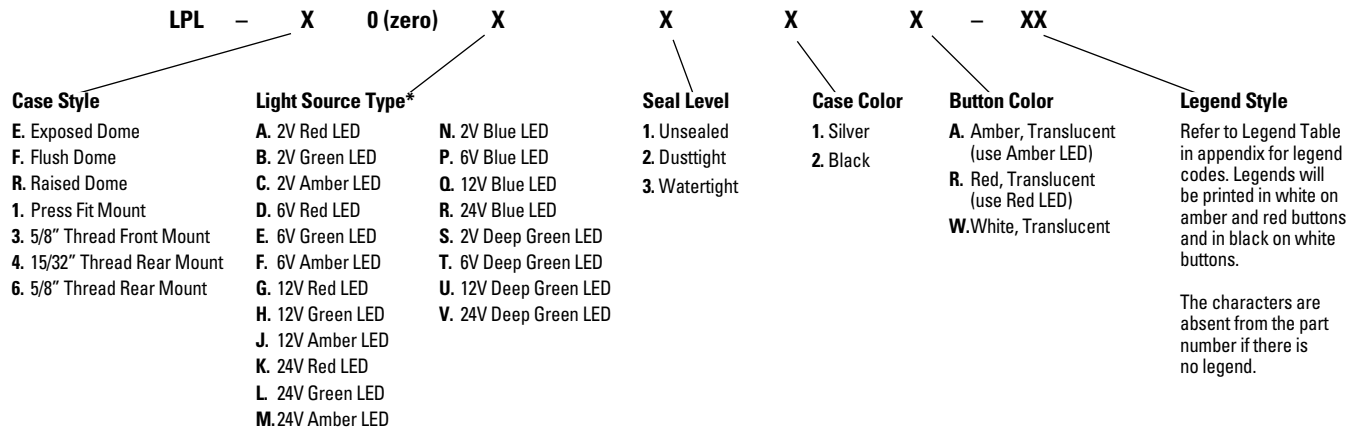 LPL – X 0 (zero) X X X X – XX
Case Style
E. Exposed Dome
F. Flush Dome
R. Raised Dome
1. Press Fit Mount
3. 5/8" Thread Front Mount
4. 15/32" Thread Rear Mount
6. 5/8" Thread Rear Mount
Light Source Type*
A. 2V Red LED
B. 2V Green LED
C. 2V Amber LED
D. 6V Red LED
E. 6V Green LED
F. 6V Amber LED
G. 12V Red LED
H. 12V Green LED
J. 12V Amber LED
K. 24V Red LED
L. 24V Green LED
M. 24V Amber LED
N. 2V Blue LED
P. 6V Blue LED
Q. 12V Blue LED
R. 24V Blue LED
S. 2V Deep Green LED
T. 6V Deep Green LED
U. 12V Deep Green LED
V. 24V Deep Green LED
Seal Level
1. Unsealed
2. Dusttight
3. Watertight
Case Color
1. Silver
2. Black
Button Color
A. Amber, Translucent
(use Amber LED)
R. Red, Translucent
(use Red LED)
W. White, Translucent
Legend Style
Refer to Legend Table
in appendix for legend
codes. Legends will
be printed in white on
amber and red buttons
and in black on white
buttons.
The characters are
absent from the part
number if there is
no legend.